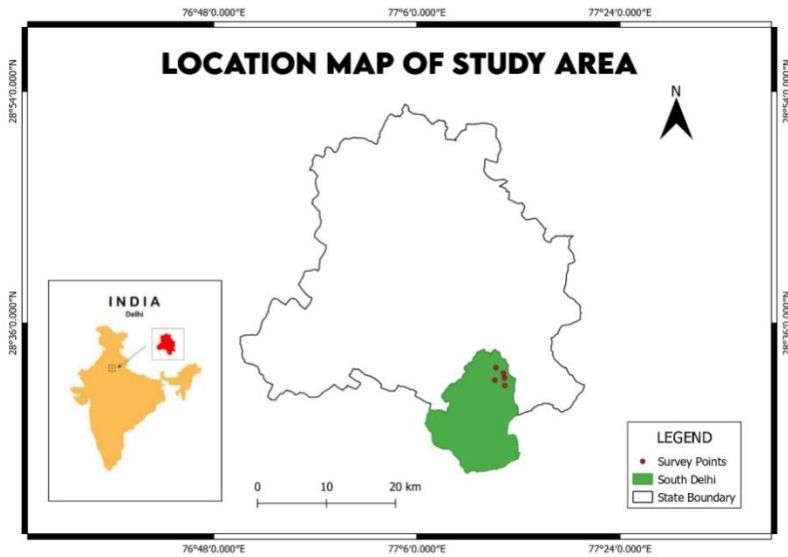 76°48'0.000"E
77°6'0.000"E
77°24'0.000"E
LOCATION MAP OF STUDY AREA
28°54'0.000"N
28°54'0.000"N
N
28°36'0.000"N
28°36'0.000"N
INDIA
Delhi
LEGEND
Survey Points
South Delhi
State Boundary
0 10 20 km
76°48'0.000"E
77°6'0.000"E
77°24'0.000"E